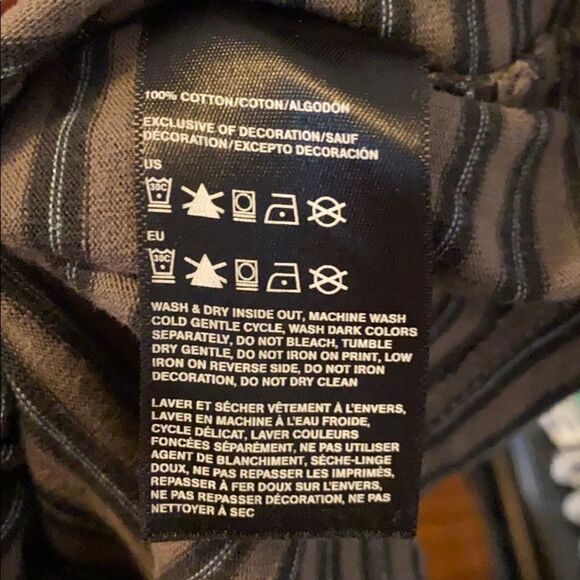 100% COTTON/COTON/ALGODÓN
EXCLUSIVE OF DECORATION/SAUF
DÉCORATION/EXCEPTO DECORACIÓN
US
30C
EU
30C
WASH & DRY INSIDE OUT, MACHINE WASH
COLD GENTLE CYCLE, WASH DARK COLORS
SEPARATELY, DO NOT BLEACH, TUMBLE
DRY GENTLE, DO NOT IRON ON PRINT, LOW
IRON ON REVERSE SIDE, DO NOT IRON
DECORATION, DO NOT DRY CLEAN
LAVER ET SÉCHER VÊTEMENT À L'ENVERS,
LAVER EN MACHINE À L'EAU FROIDE,
CYCLE DÉLICAT, LAVER COULEURS
FONCÉES SÉPARÉMENT, NE PAS UTILISER
AGENT DE BLANCHIMENT, SÈCHE-LINGE
DOUX, NE PAS REPASSER LES IMPRIMÉS,
REPASSER À FER DOUX SUR L'ENVERS,
NE PAS REPASSER DÉCORATION, NE PAS
NETTOYER À SEC